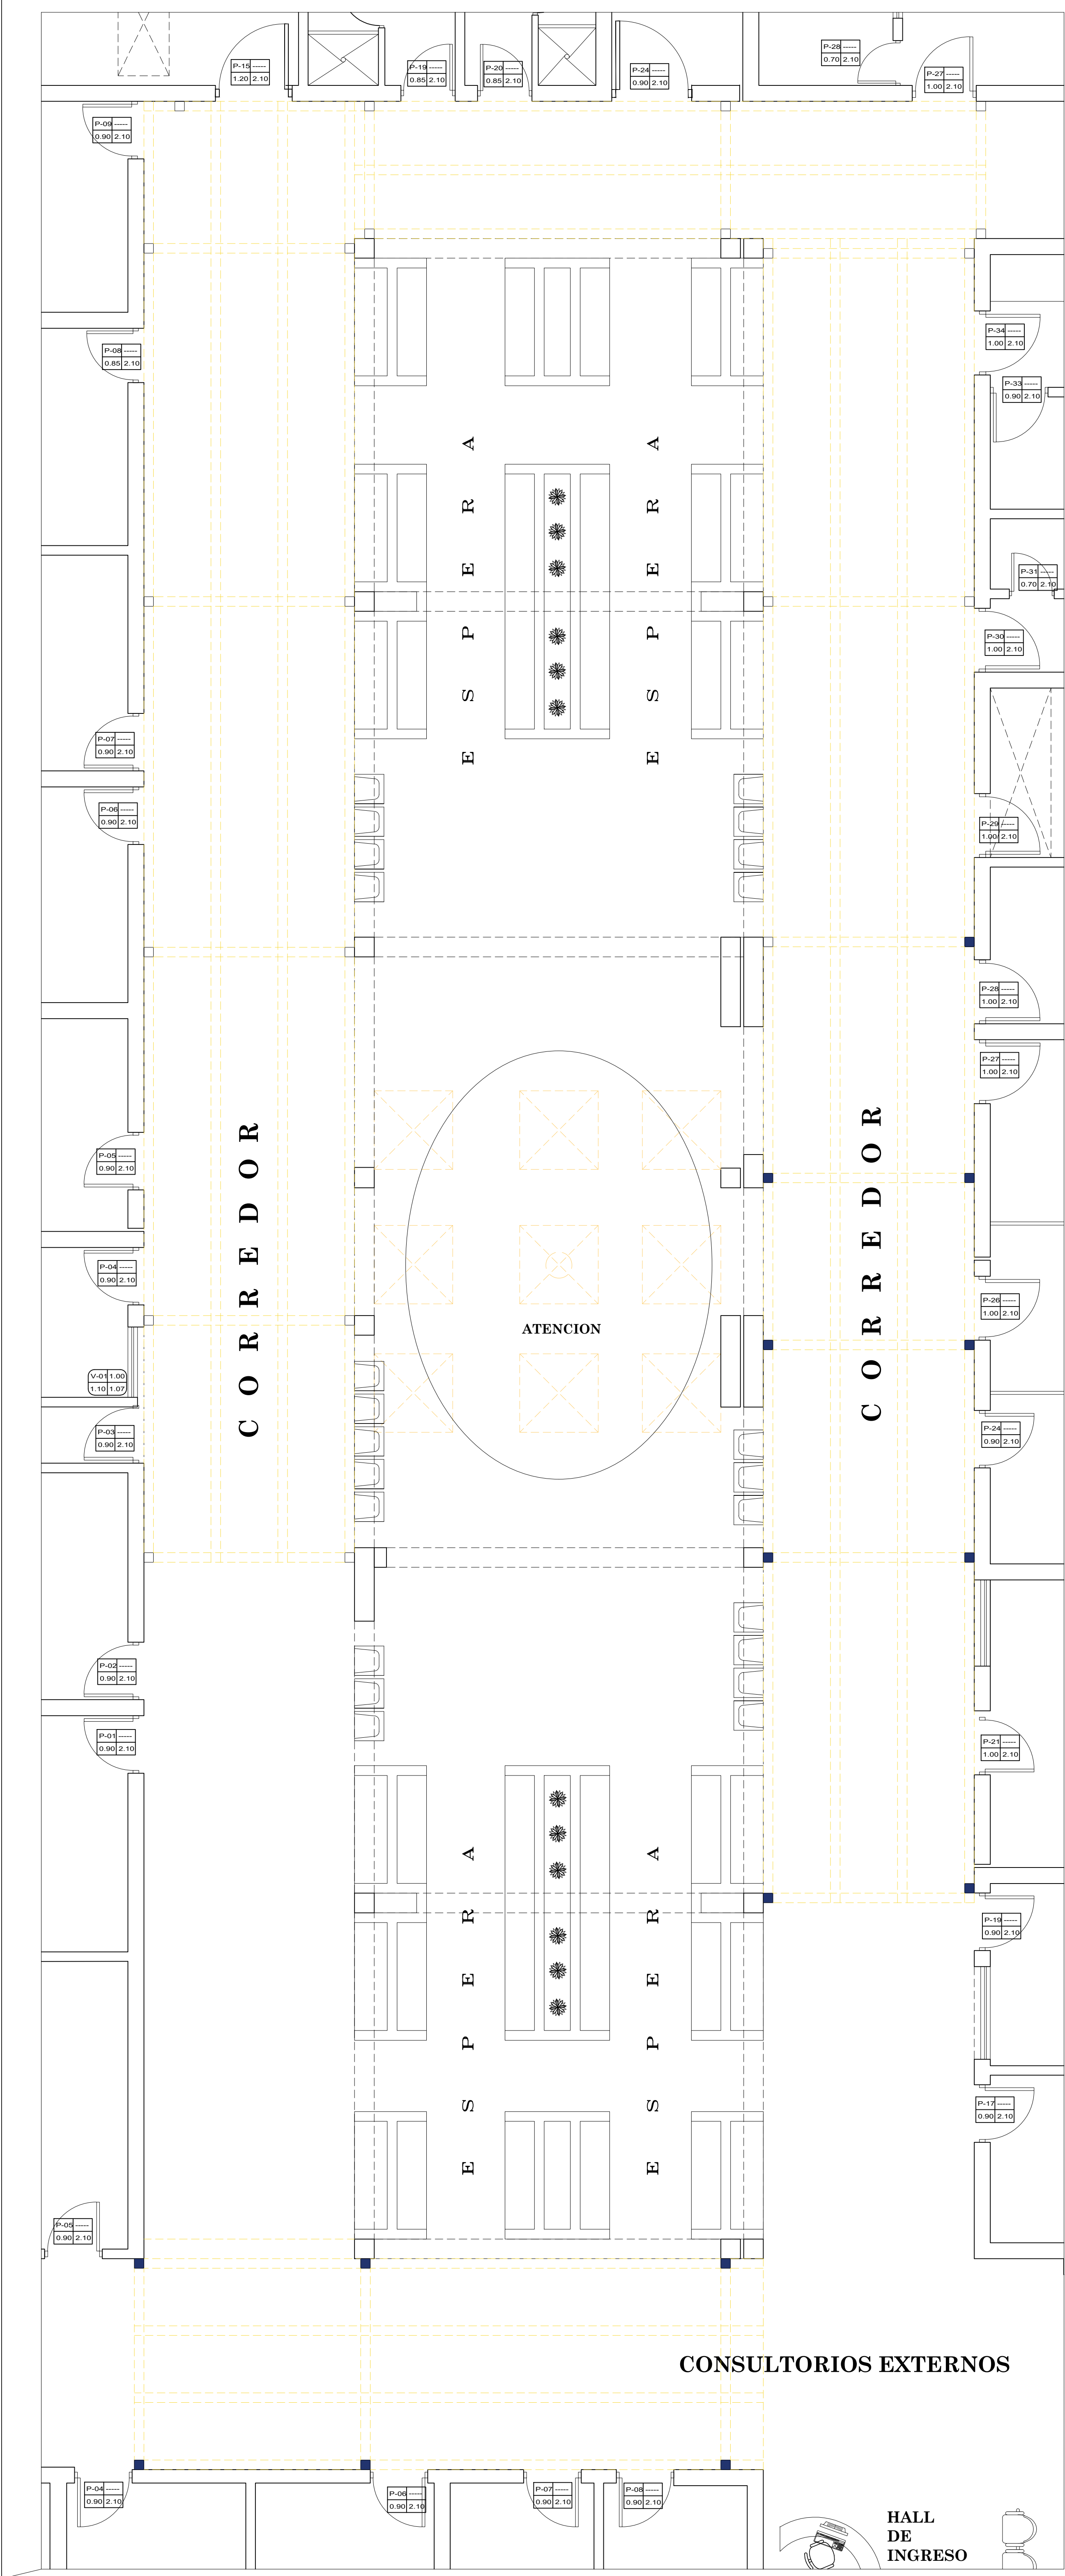 P-15 -----
1.20 2.10
P-19 -----
0.85 2.10
P-20 -----
0.85 2.10
P-24 -----
0.90 2.10
P-28 -----
0.70 2.10
P-27 -----
1.00 2.10
P-09 -----
0.90 2.10
P-08 -----
0.85 2.10
P-34 -----
1.00 2.10
P-33 -----
0.90 2.10
ESPERA
ESPERA
P-31 -----
0.70 2.10
P-30 -----
1.00 2.10
P-07 -----
0.90 2.10
P-06 -----
0.90 2.10
P-29 -----
1.00 2.10
P-28 -----
1.00 2.10
P-27 -----
1.00 2.10
P-05 -----
0.90 2.10
CORREDOR
CORREDOR
P-04 -----
0.90 2.10
P-26 -----
1.00 2.10
ATENCION
V-01 1.00
1.10 1.07
P-03 -----
0.90 2.10
P-24 -----
0.90 2.10
P-02 -----
0.90 2.10
P-01 -----
0.90 2.10
P-21 -----
1.00 2.10
ESPERA
ESPERA
P-19 -----
0.90 2.10
P-17 -----
0.90 2.10
P-05 -----
0.90 2.10
CONSULTORIOS EXTERNOS
P-04 -----
0.90 2.10
P-06 -----
0.90 2.10
P-07 -----
0.90 2.10
P-08 -----
0.90 2.10
HALL
DE
INGRESO